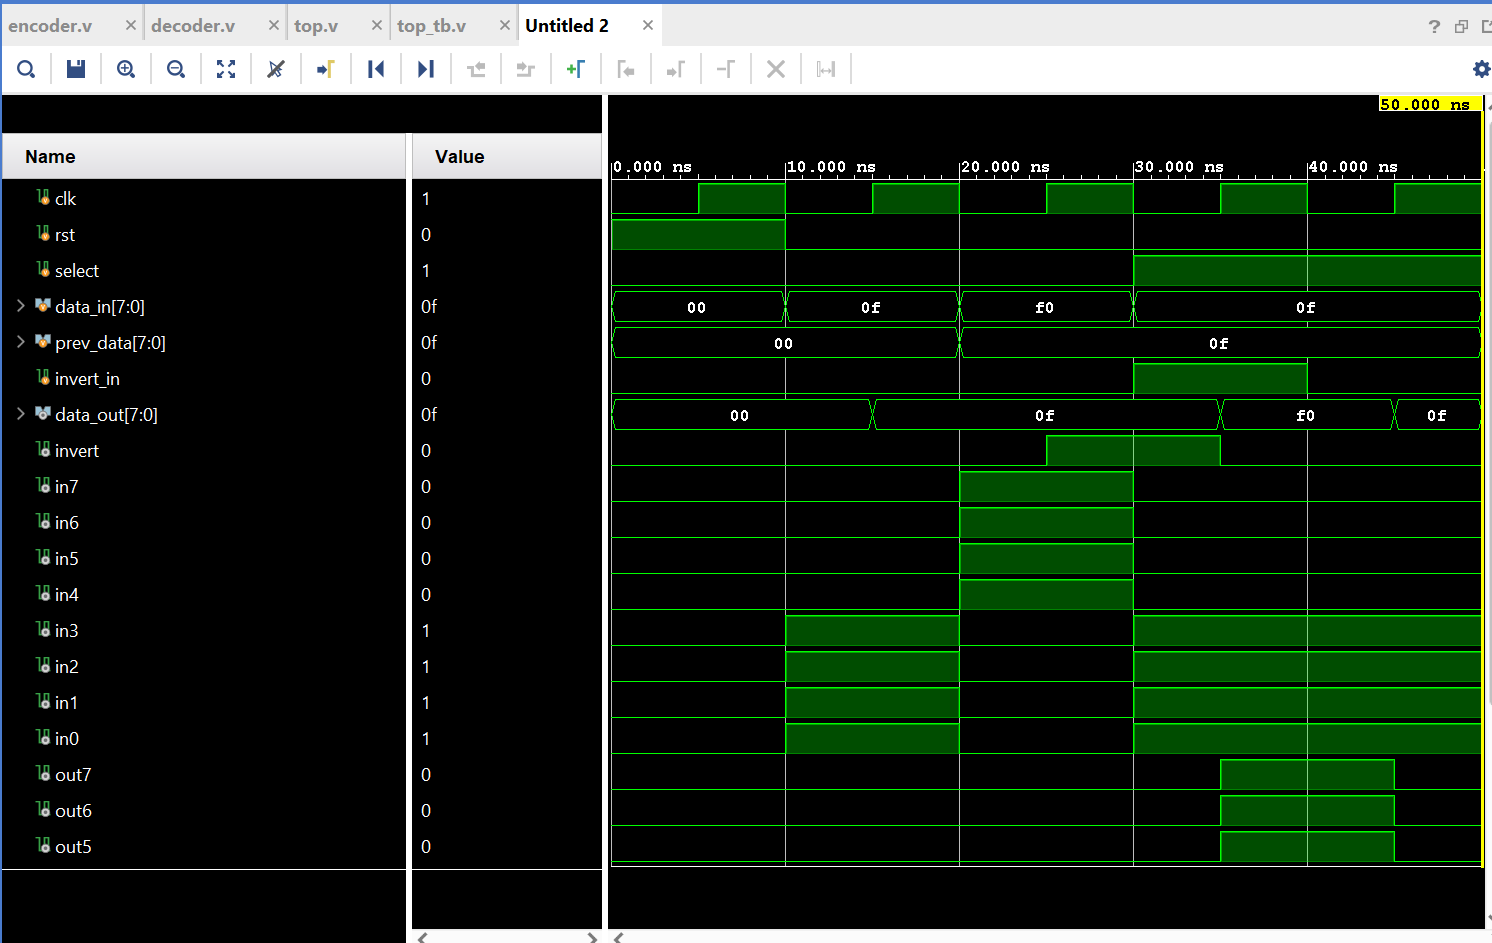 encoder.v decoder.v top.v top_tb.v Untitled 2 ?
50.000 ns
Name Value
0.000 ns 10.000 ns 20.000 ns 30.000 ns 40.000 ns
clk 1
rst 0
select 1
data_in[7:0] 0f 00 0f f0 0f
prev_data[7:0] 0f 00 0f
invert_in 0
data_out[7:0] 0f 00 0f f0 0f
invert 0
in7 0
in6 0
in5 0
in4 0
in3 1
in2 1
in1 1
in0 1
out7 0
out6 0
out5 0